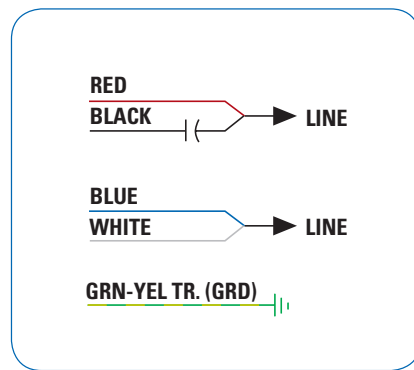 RED
BLACK
LINE
BLUE
WHITE
LINE
GRN-YEL TR. (GRD)